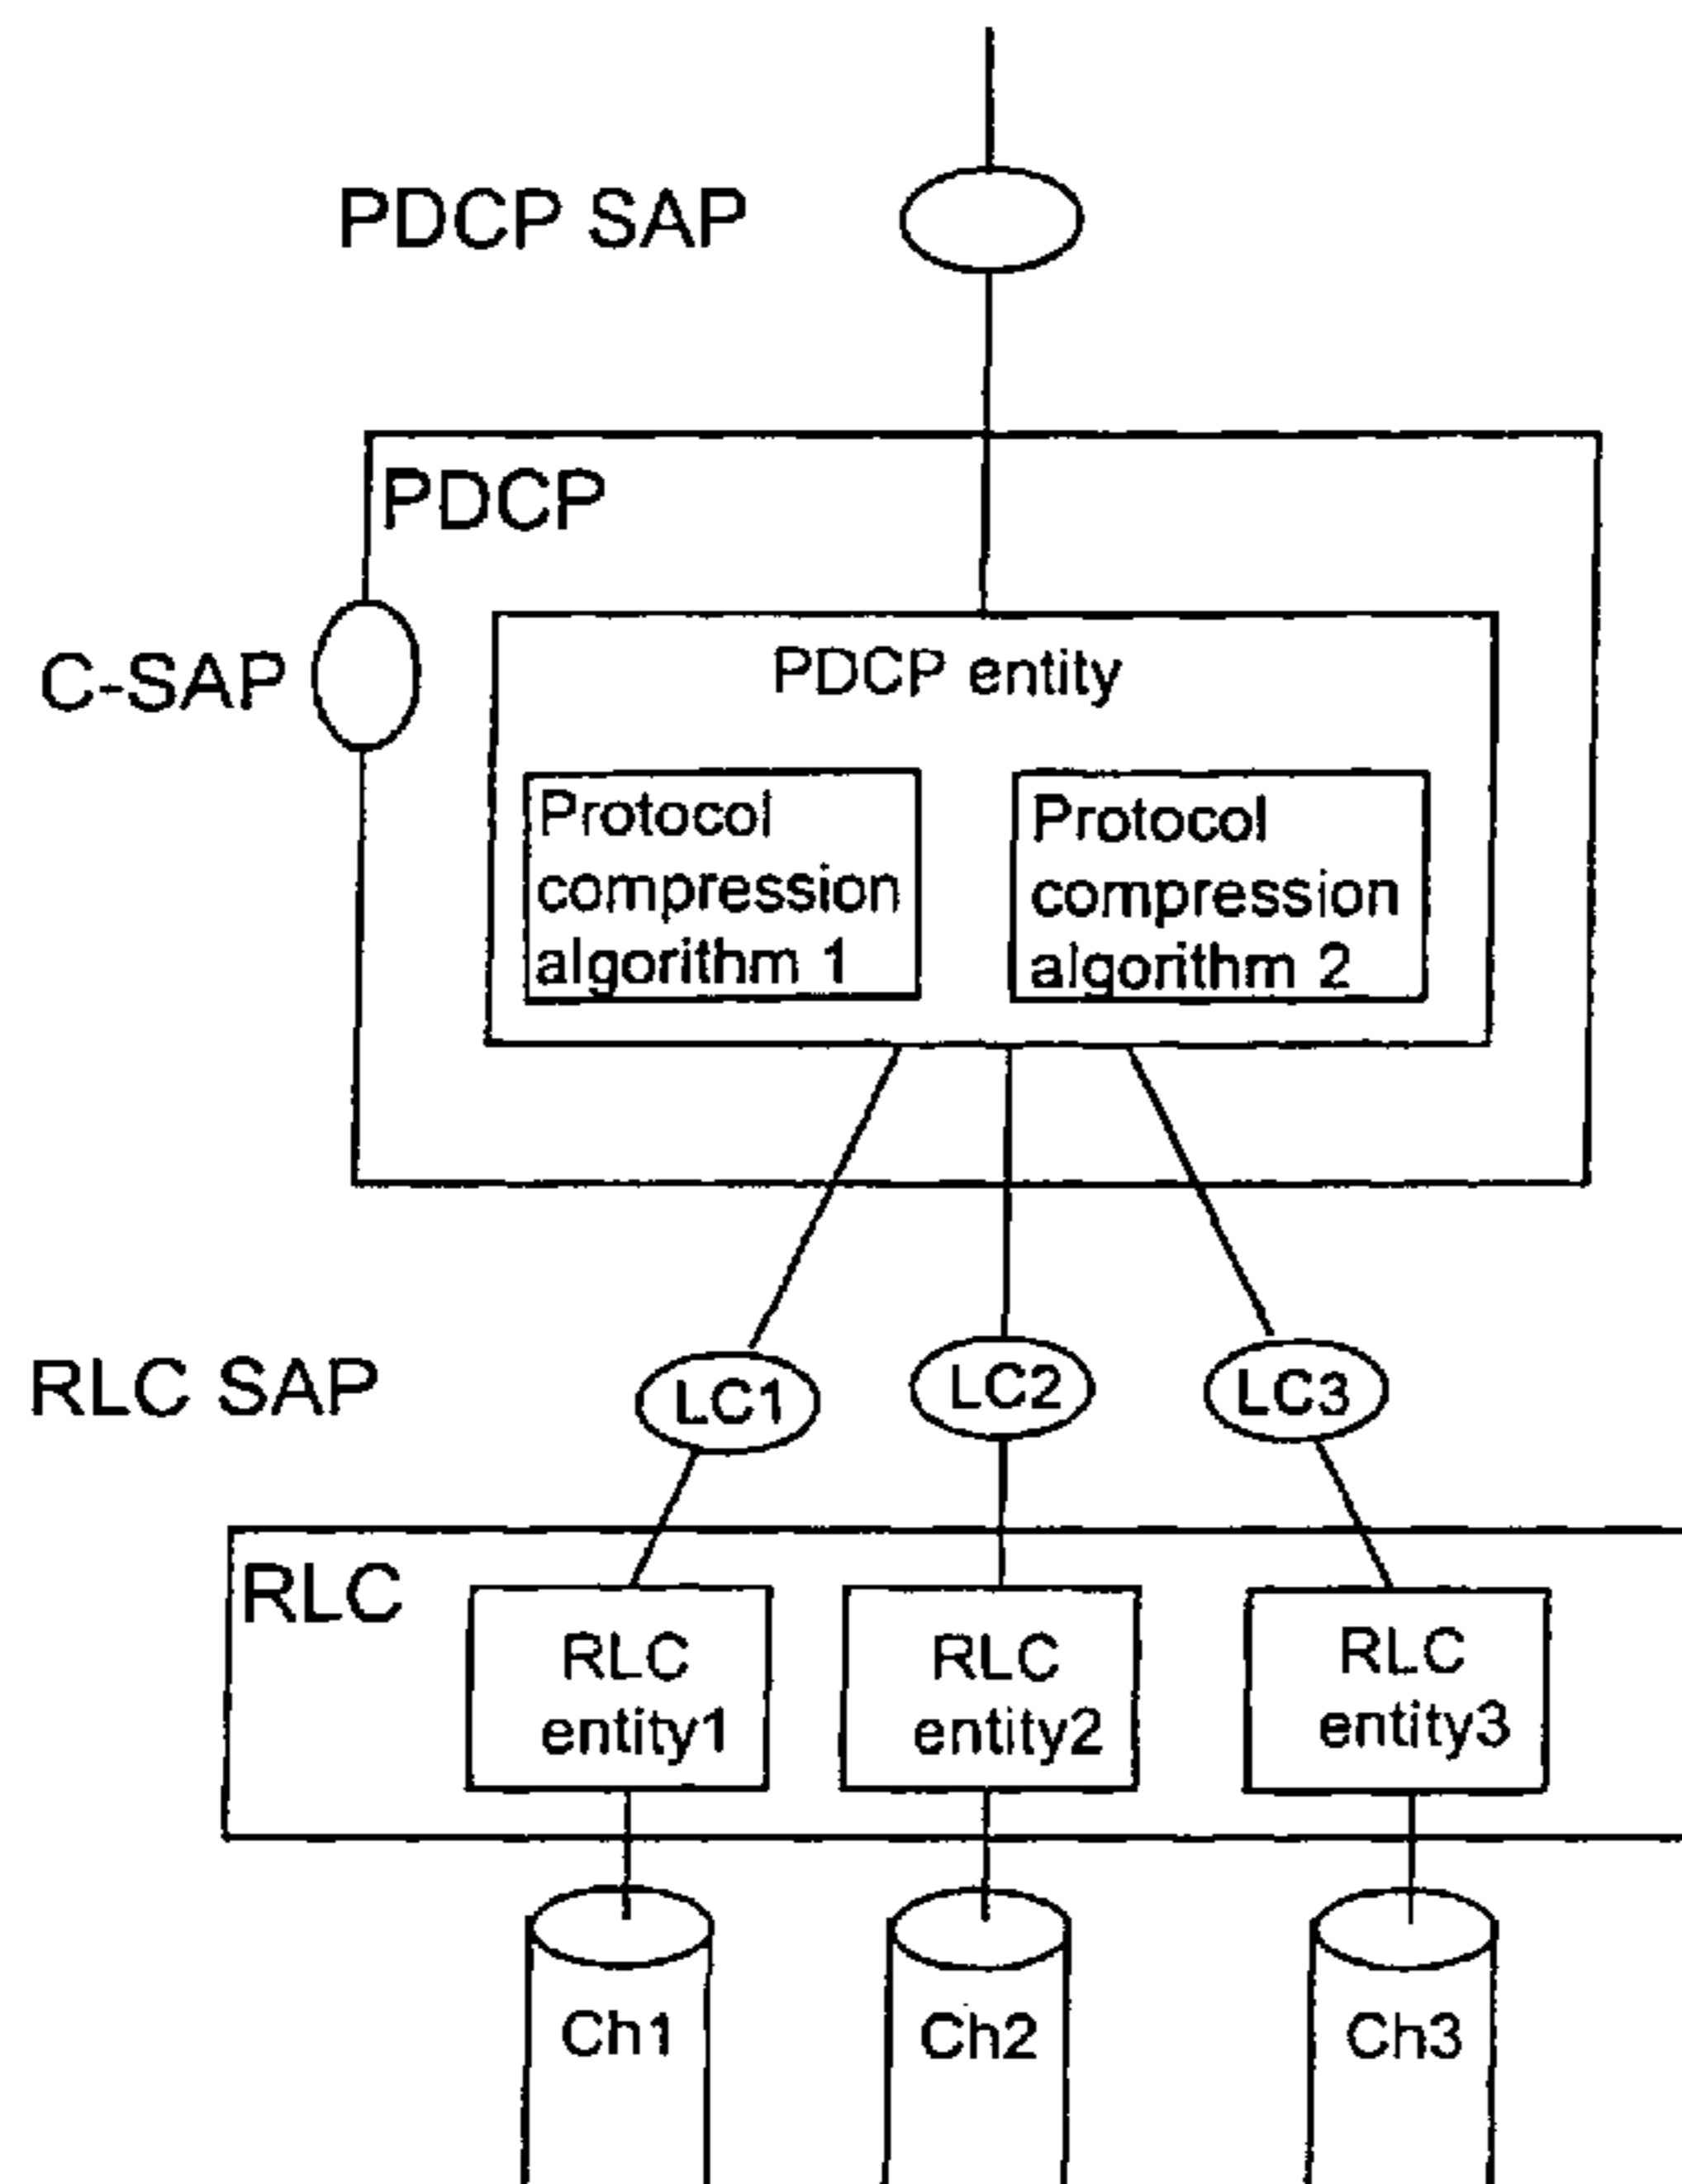 PDCP SAP
PDCP
C-SAP
PDCP entity
Protocol
compression
algorithm 1
Protocol
compression
algorithm 2
RLC SAP
LC1
LC2
LC3
RLC
RLC
entity1
RLC
entity2
RLC
entity3
Ch1
Ch2
Ch3